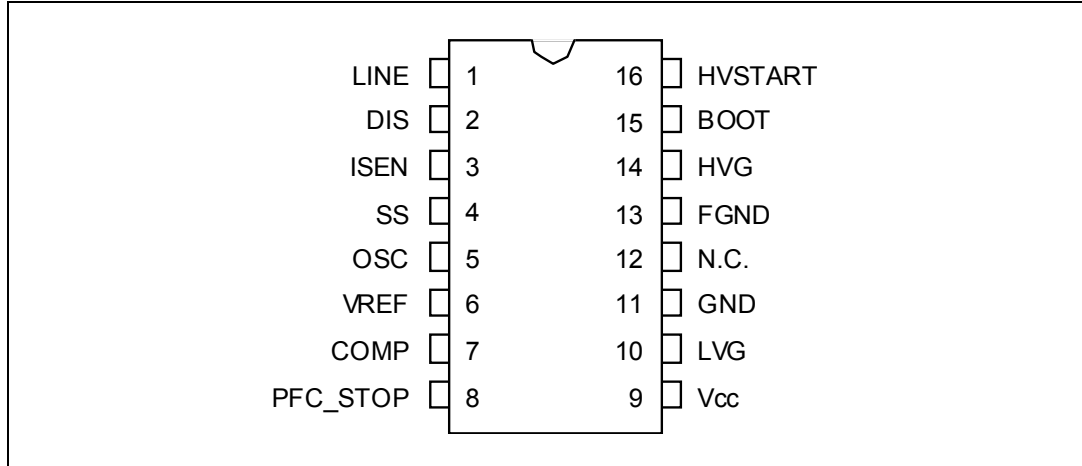 LINE 1 16 HVSTART
DIS 2 15 BOOT
ISEN 3 14 HVG
SS 4 13 FGND
OSC 5 12 N.C.
VREF 6 11 GND
COMP 7 10 LVG
PFC_STOP 8 9 Vcc